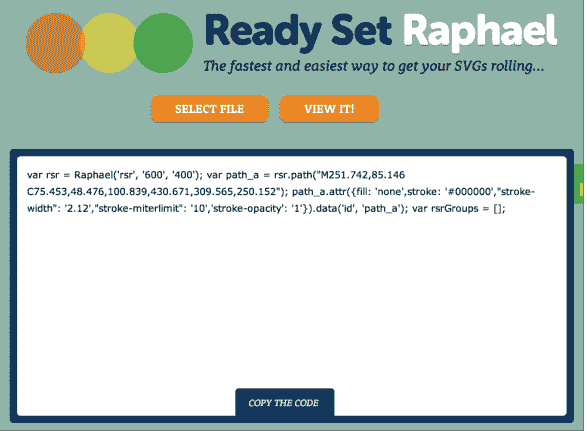 Ready Set Raphael
The fastest and easiest way to get your SVGs rolling...
SELECT FILE VIEW IT!
var rsr = Raphael('rsr', '600', '400'); var path_a = rsr.path("M251.742,85.146
C75.453,48.476,100.839,430.671,309.565,250.152"); path_a.attr({fill: 'none',stroke: '#000000',"stroke-
width": '2.12',"stroke-miterlimit": '10','stroke-opacity': '1'}).data('id', 'path_a'); var rsrGroups = [];
COPY THE CODE